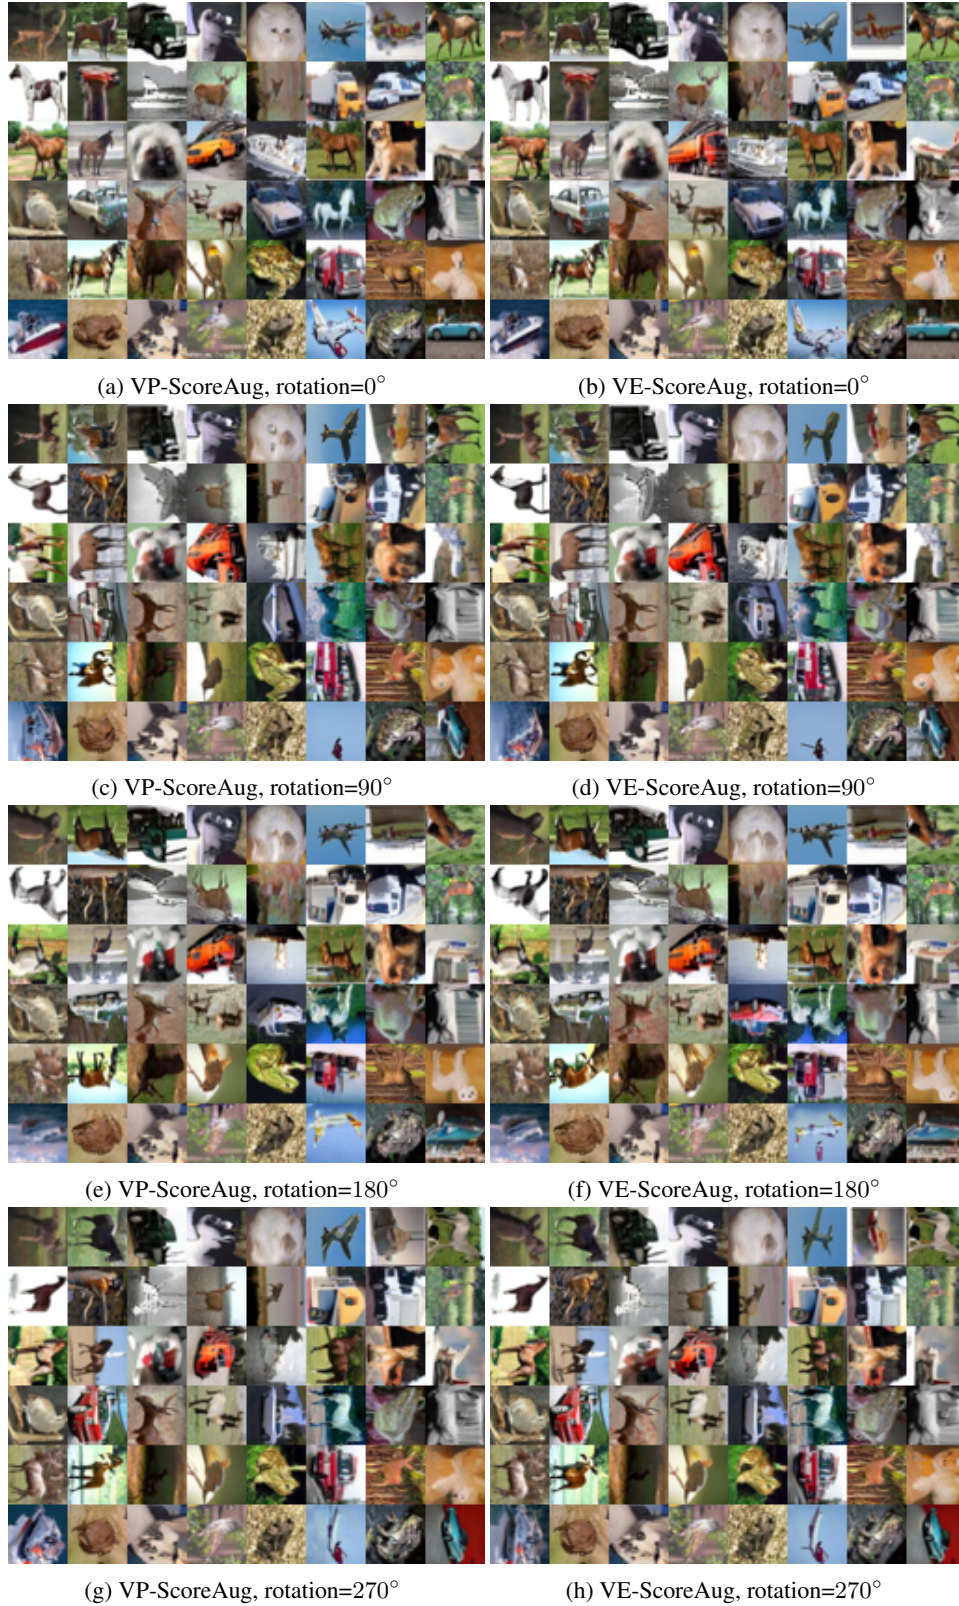 (a) VP-ScoreAug, rotation=0°
(b) VE-ScoreAug, rotation=0°
(c) VP-ScoreAug, rotation=90°
(d) VE-ScoreAug, rotation=90°
(e) VP-ScoreAug, rotation=180°
(f) VE-ScoreAug, rotation=180°
(g) VP-ScoreAug, rotation=270°
(h) VE-ScoreAug, rotation=270°